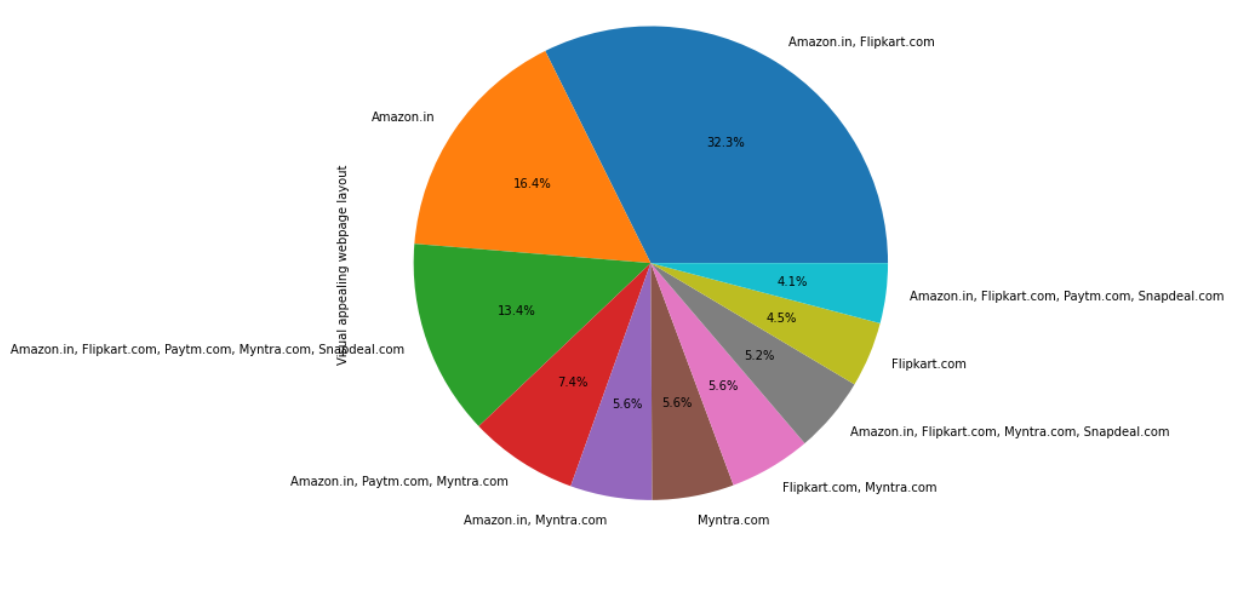 Amazon.in, Flipkart.com
32.3%
Amazon.in
16.4%
Visual appealing webpage layout
13.4%
Amazon.in, Flipkart.com, Paytm.com, Myntra.com, Snapdeal.com
7.4%
Amazon.in, Paytm.com, Myntra.com
5.6%
Amazon.in, Myntra.com
5.6%
Myntra.com
5.6%
Flipkart.com, Myntra.com
5.2%
Amazon.in, Flipkart.com, Myntra.com, Snapdeal.com
4.5%
Flipkart.com
4.1%
Amazon.in, Flipkart.com, Paytm.com, Snapdeal.com